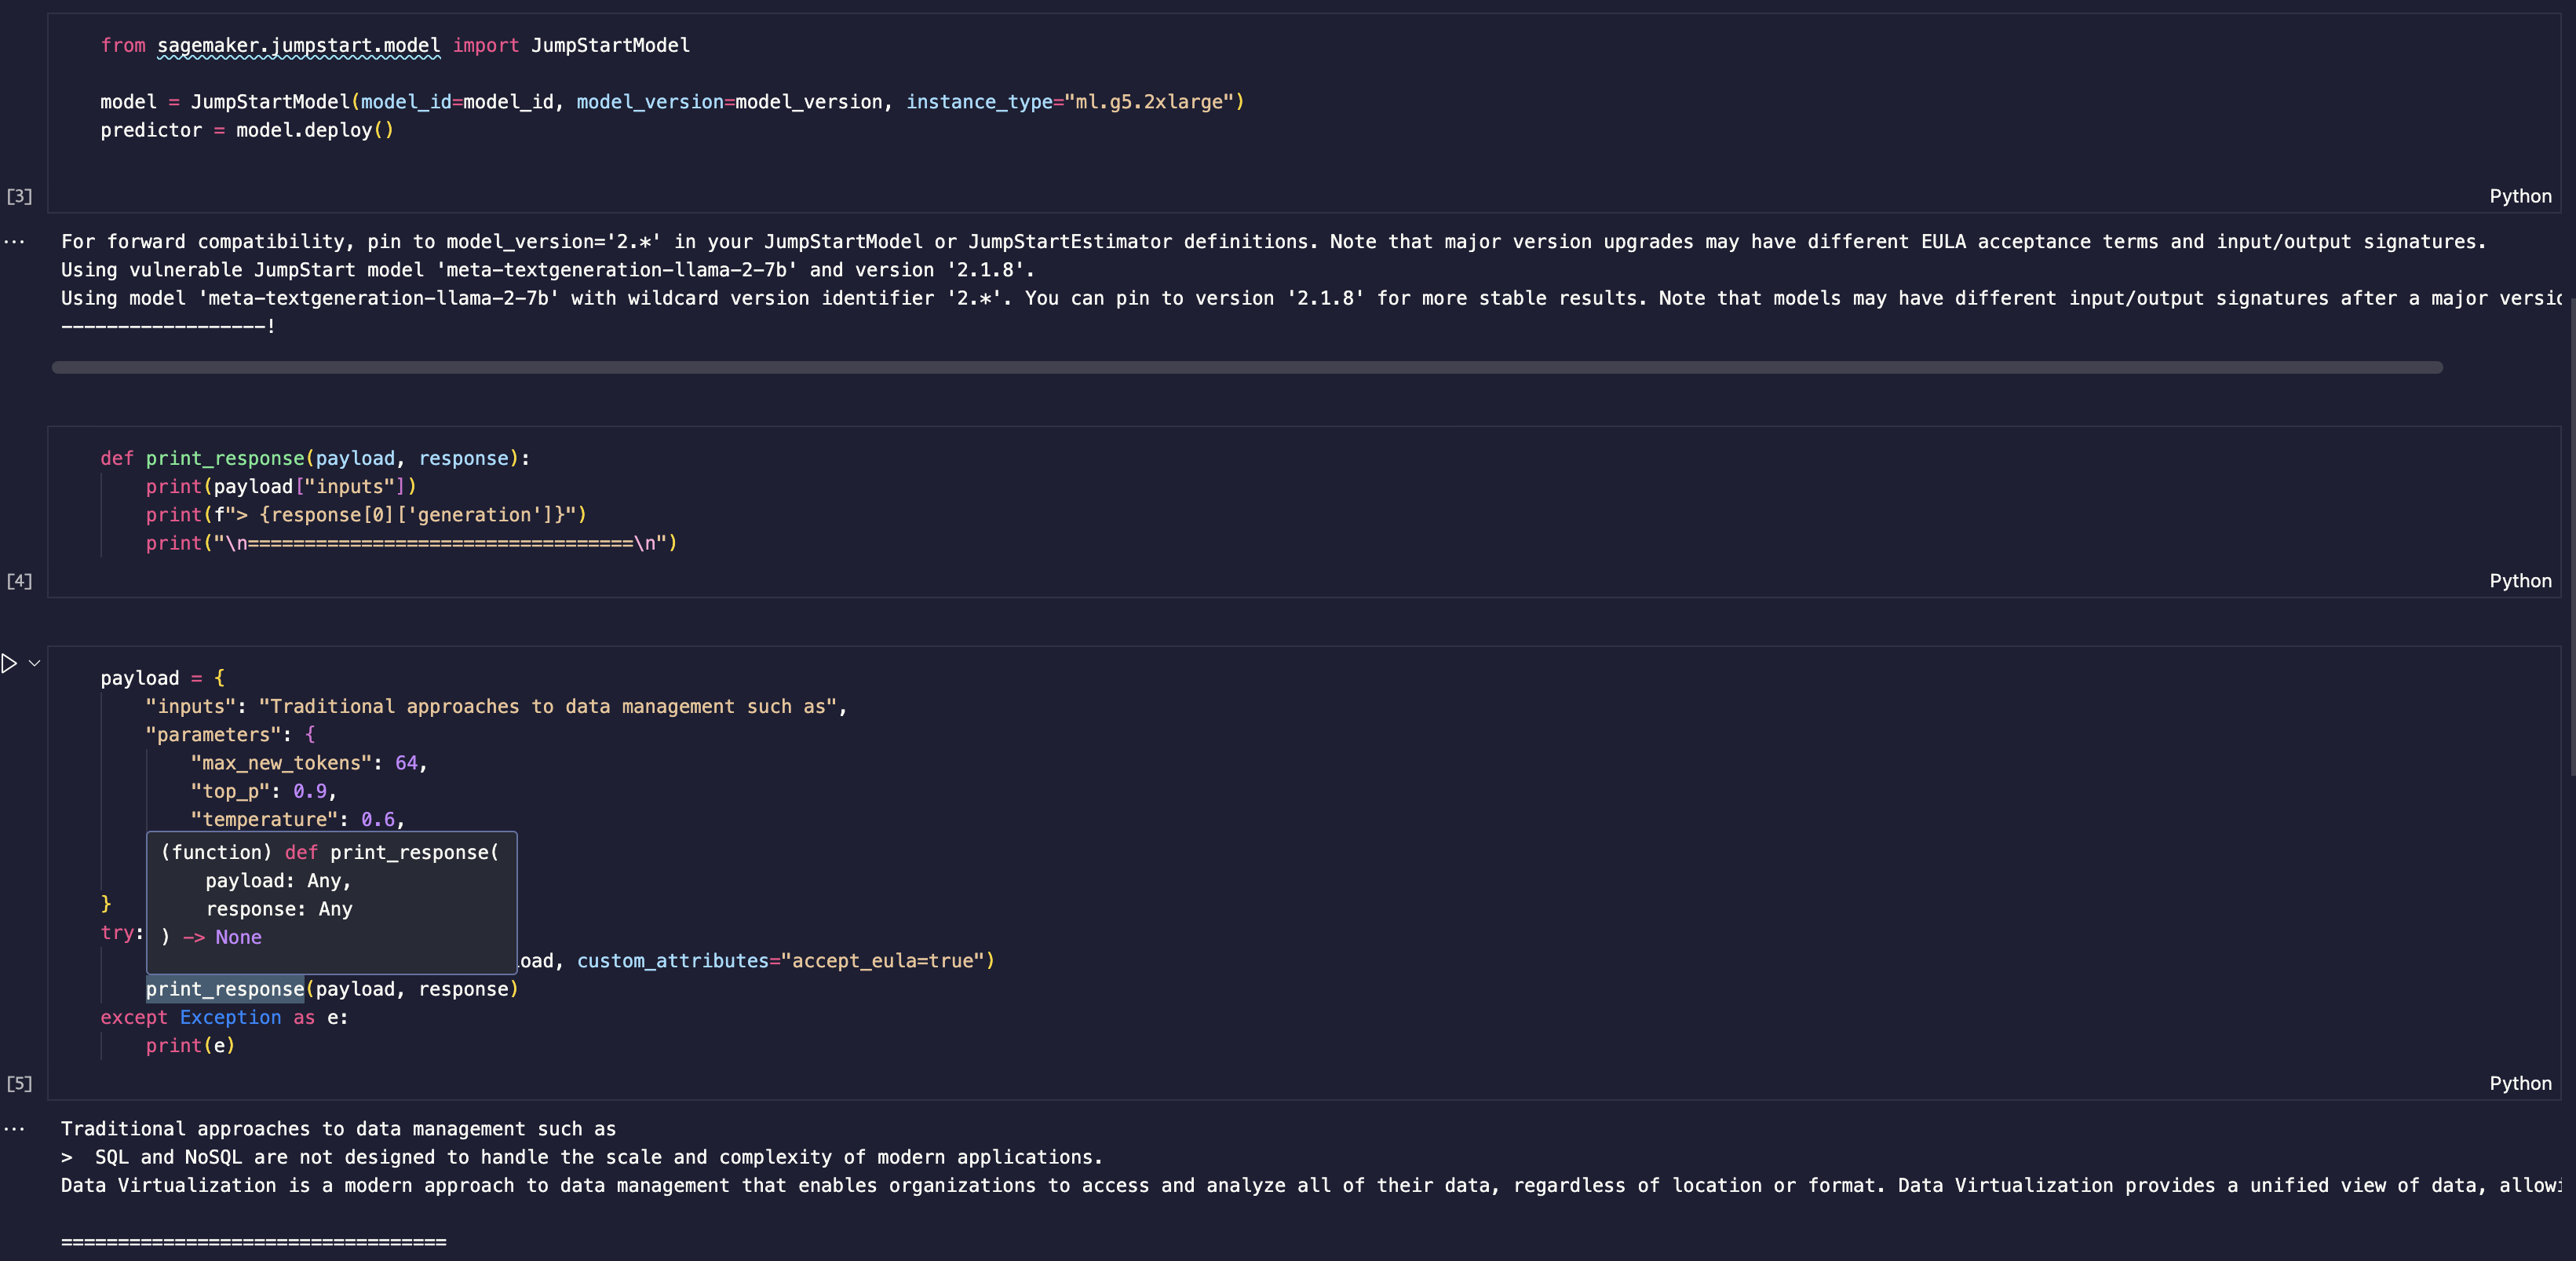 from sagemaker.jumpstart.model import JumpStartModel
model = JumpStartModel(model_id=model_id, model_version=model_version, instance_type="ml.g5.2xlarge")
predictor = model.deploy()
[3]
Python
...
For forward compatibility, pin to model_version='2.*' in your JumpStartModel or JumpStartEstimator definitions. Note that major version upgrades may have different EULA acceptance terms and input/output signatures.
Using vulnerable JumpStart model 'meta-textgeneration-llama-2-7b' and version '2.1.8'.
Using model 'meta-textgeneration-llama-2-7b' with wildcard version identifier '2.*'. You can pin to version '2.1.8' for more stable results. Note that models may have different input/output signatures after a major versio
------------------!
def print_response(payload, response):
    print(payload["inputs"])
    print(f"> {response[0]['generation']}")
    print("\n==================================\n")
[4]
Python
payload = {
    "inputs": "Traditional approaches to data management such as",
    "parameters": {
        "max_new_tokens": 64,
        "top_p": 0.9,
        "temperature": 0.6,
(function) def print_response(
    payload: Any,
    response: Any
) -> None
}
try:
load, custom_attributes="accept_eula=true")
    print_response(payload, response)
except Exception as e:
    print(e)
[5]
Python
...
Traditional approaches to data management such as
>  SQL and NoSQL are not designed to handle the scale and complexity of modern applications.
Data Virtualization is a modern approach to data management that enables organizations to access and analyze all of their data, regardless of location or format. Data Virtualization provides a unified view of data, allowi
==================================